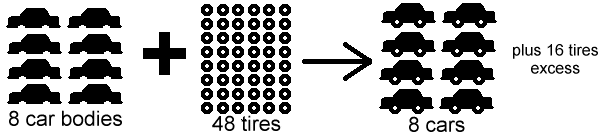 8 car bodies
48 tires
8 cars
plus 16 tires
excess